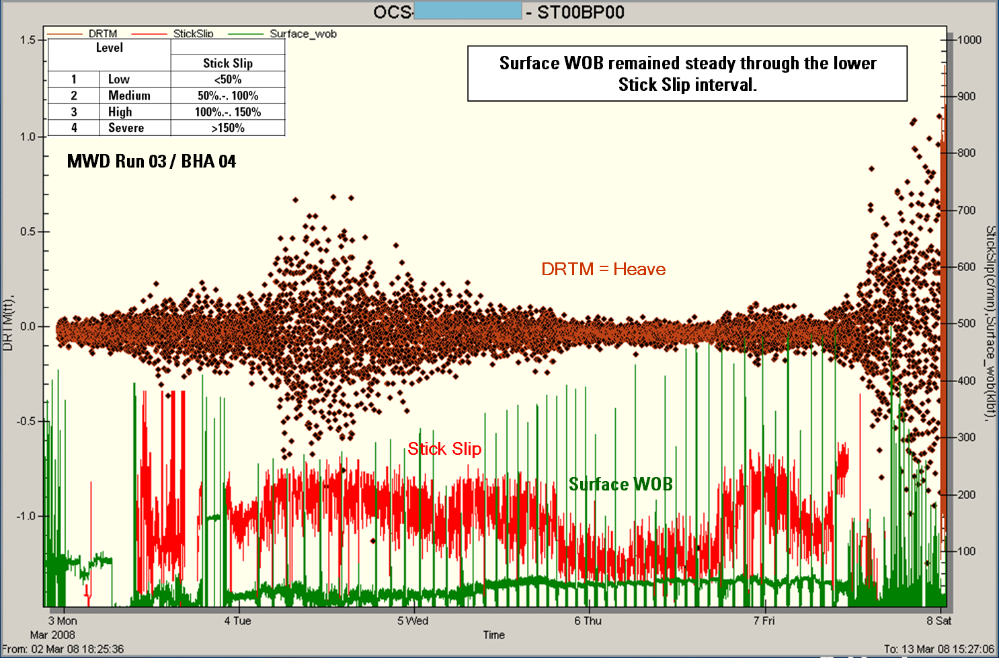 OCS- - ST00BP00
DRTM StickSlip Surface_wob
Level
Stick Slip
1 Low <50%
2 Medium 50%.-. 100%
3 High 100%.-. 150%
4 Severe >150%
Surface WOB remained steady through the lower
Stick Slip interval.
MWD Run 03 / BHA 04
DRTM = Heave
Stick Slip
Surface WOB
1.5
1.0
0.5
0.0
-0.5
-1.0
DRTM(ft),
1000
900
800
700
600
500
400
300
200
100
StickSlip(c/min),Surface_wob(klbf),
3 Mon 4 Tue 5 Wed 6 Thu 7 Fri 8 Sat
Mar 2008
Time
From: 02 Mar 08 18:25:36
To: 13 Mar 08 15:27:06